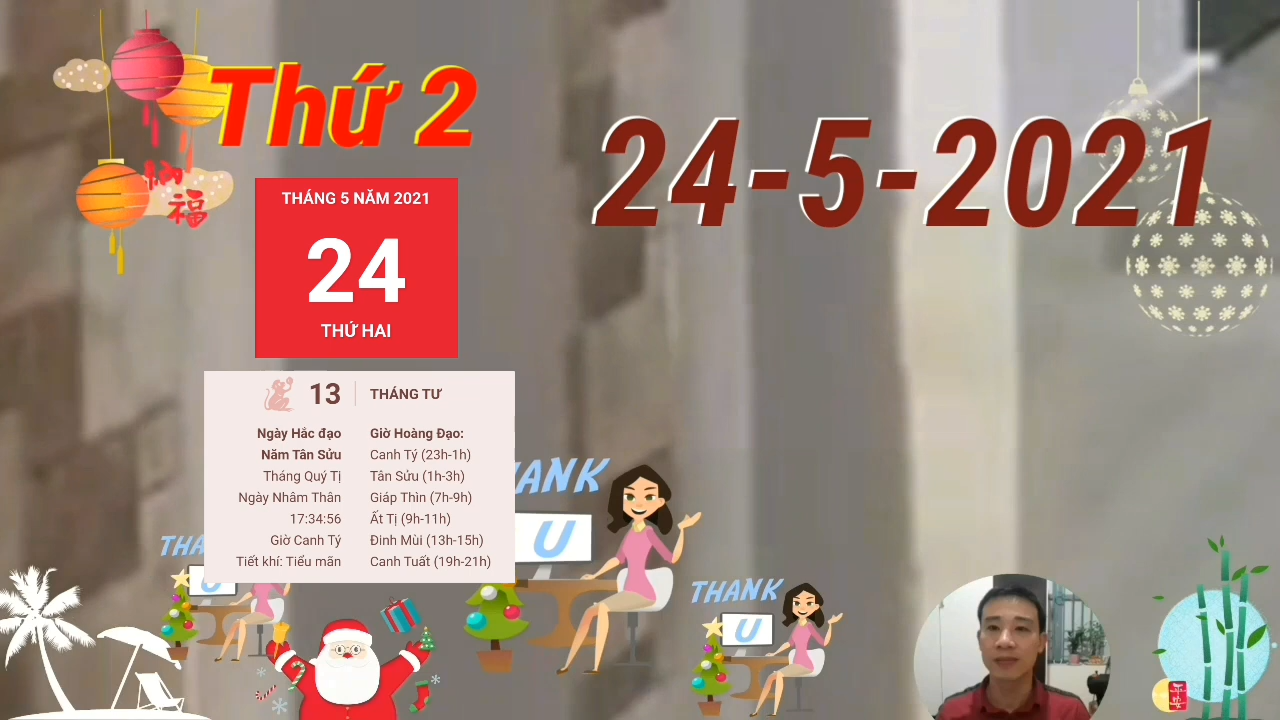 Thứ 2
24-5-2021
福
THÁNG 5 NĂM 2021
24
THỨ HAI
13
THÁNG TƯ
Ngày Hắc đạo
Năm Tân Sửu
Tháng Quý Tị
Ngày Nhâm Thân
17:34:56
Giờ Canh Tý
Tiết khí: Tiểu mãn
Giờ Hoàng Đạo:
Canh Tý (23h-1h)
Tân Sửu (1h-3h)
Giáp Thìn (7h-9h)
Ất Tị (9h-11h)
Đinh Mùi (13h-15h)
Canh Tuất (19h-21h)
ANK
U
THA
U
THANK
U